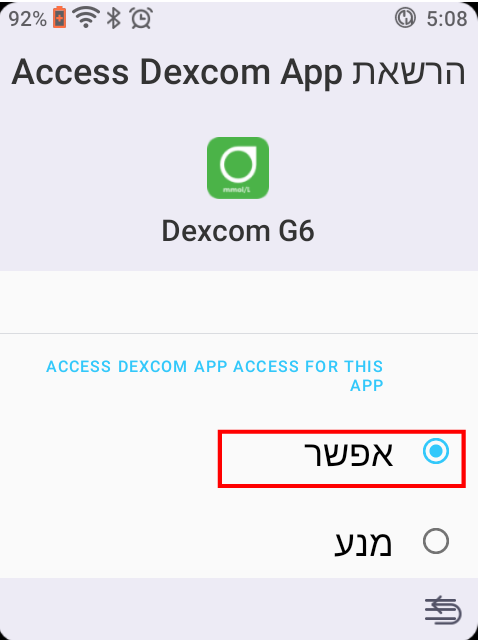 92% 5:08
הרשאת Access Dexcom App
mmol/L
Dexcom G6
ACCESS DEXCOM APP ACCESS FOR THIS
APP
אפשר
מנע